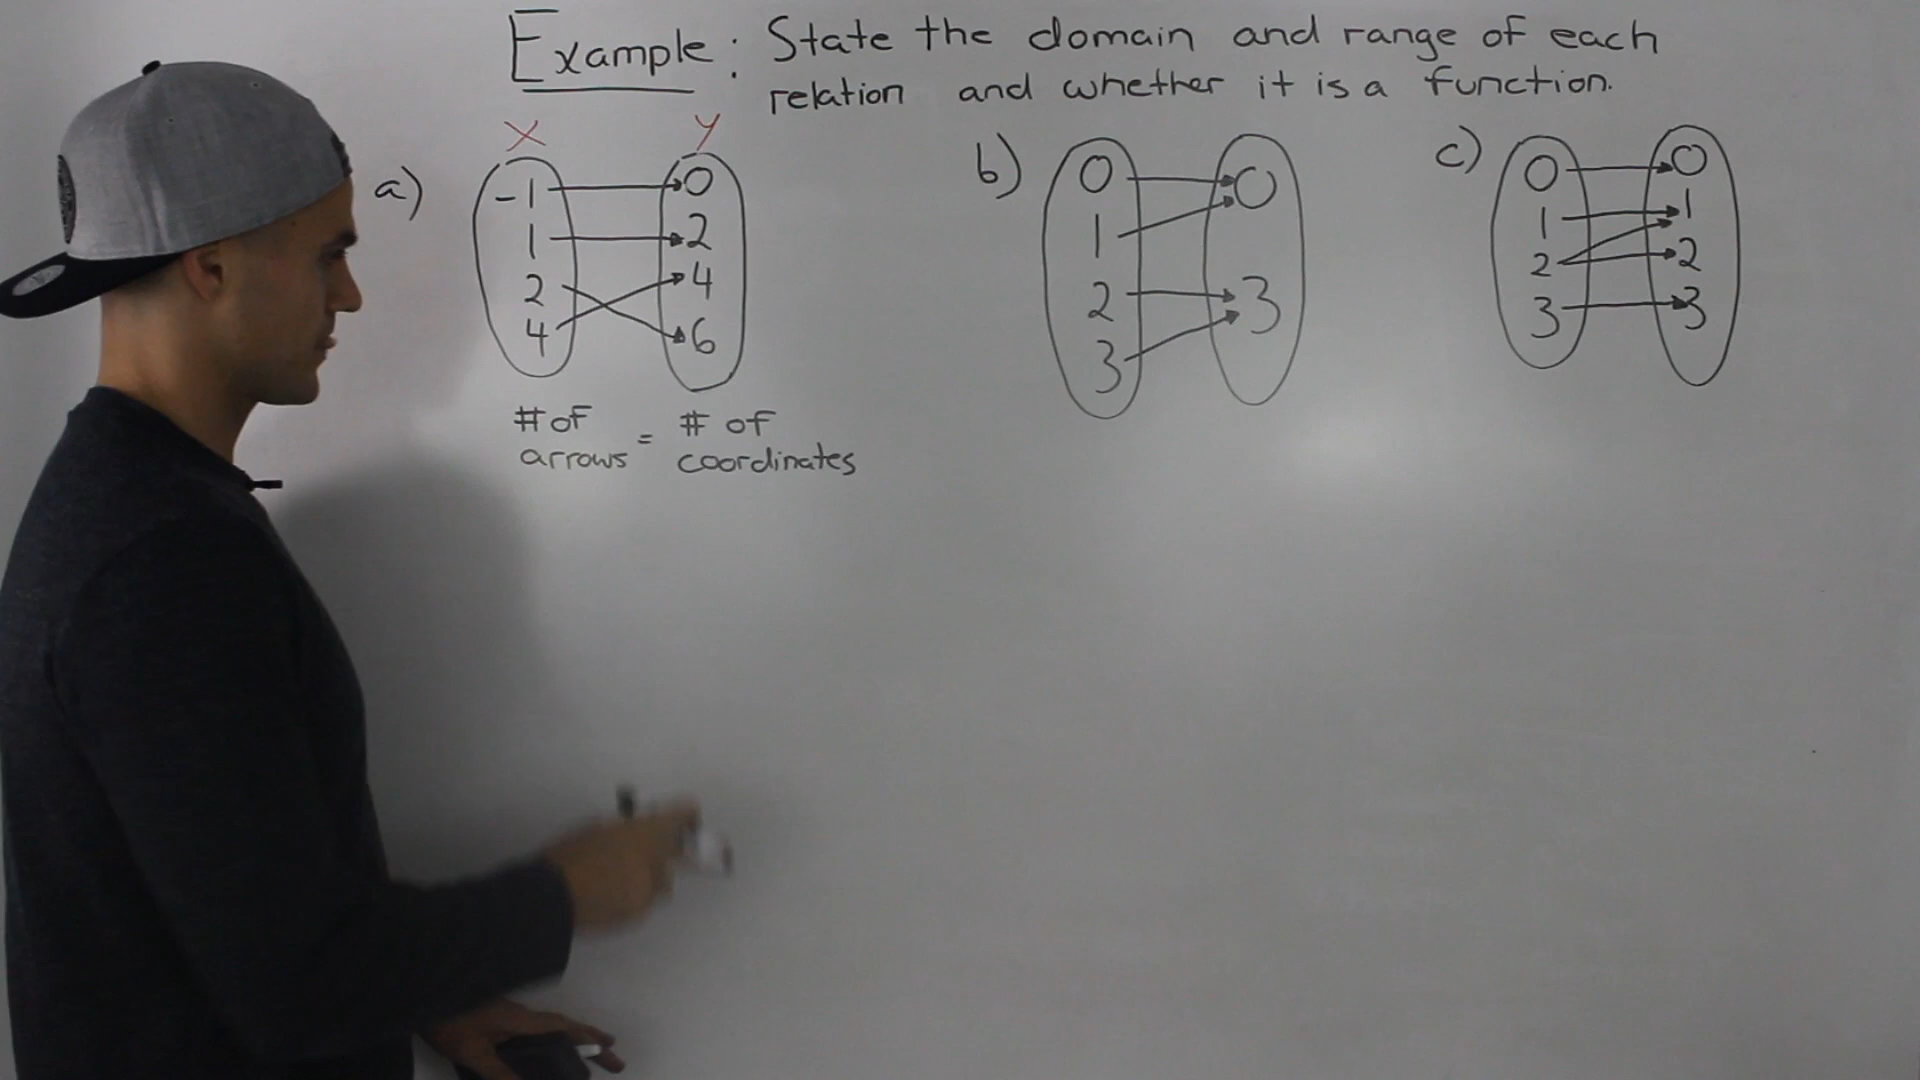 Example: State the domain and range of each
relation and whether it is a function.
x y
a)
-1 0
1 2
2 4
4 6
# of = # of
arrows coordinates
b)
0 0
1
2 3
3
c)
0 0
1 1
2 2
3 3